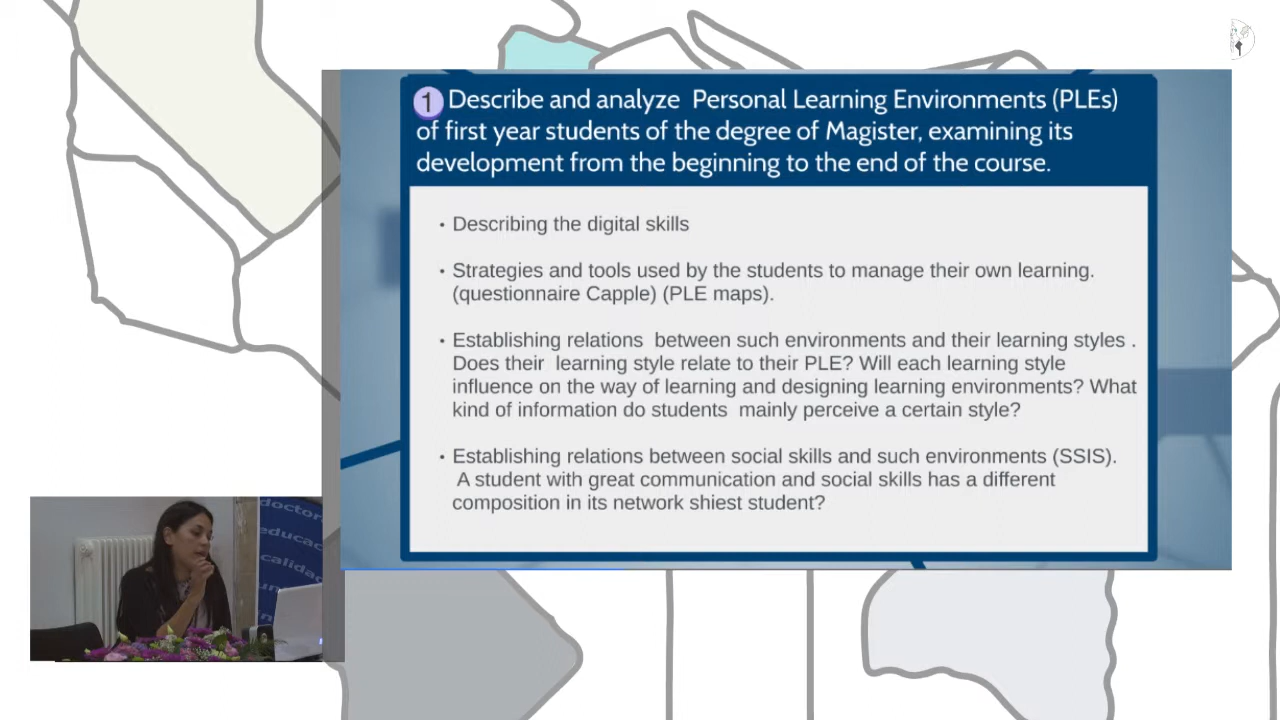 1 Describe and analyze Personal Learning Environments (PLEs)
of first year students of the degree of Magister, examining its
development from the beginning to the end of the course.
• Describing the digital skills
• Strategies and tools used by the students to manage their own learning.
(questionnaire Capple) (PLE maps).
• Establishing relations between such environments and their learning styles .
Does their learning style relate to their PLE? Will each learning style
influence on the way of learning and designing learning environments? What
kind of information do students mainly perceive a certain style?
• Establishing relations between social skills and such environments (SSIS).
A student with great communication and social skills has a different
composition in its network shiest student?
doctor
educac
calidad